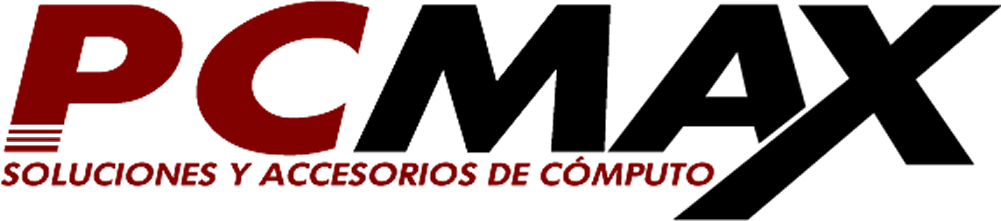 PCMAX
SOLUCIONES Y ACCESORIOS DE CÓMPUTO